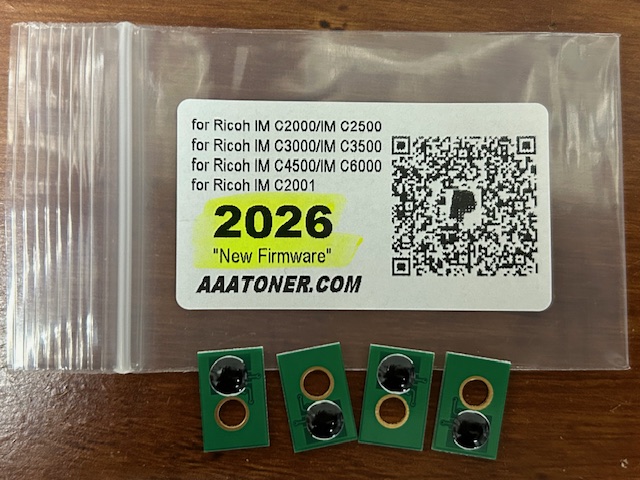 for Ricoh IM C2000/IM C2500
for Ricoh IM C3000/IM C3500
for Ricoh IM C4500/IM C6000
for Ricoh IM C2001
2026
"New Firmware"
AAATONER.COM